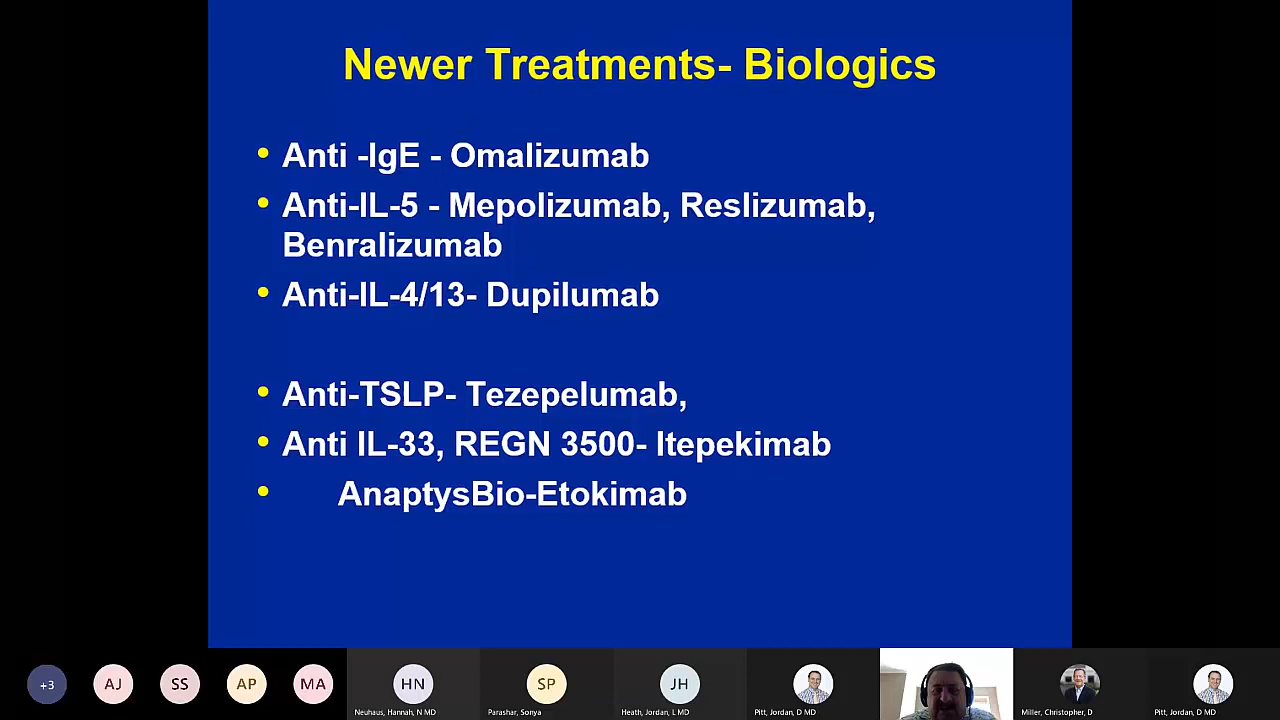 Newer Treatments- Biologics
• Anti -IgE - Omalizumab
• Anti-IL-5 - Mepolizumab, Reslizumab,
Benralizumab
• Anti-IL-4/13- Dupilumab
• Anti-TSLP- Tezepelumab,
• Anti IL-33, REGN 3500- Itepekimab
• AnaptysBio-Etokimab
+3
AJ
SS
AP
MA
HN
SP
JH
Neuhaus, Hannah, N MD
Parashar, Sonya
Heath, Jordan, L MD
Pitt, Jordan, D MD
Miller, Christopher, D
Pitt, Jordan, D MD